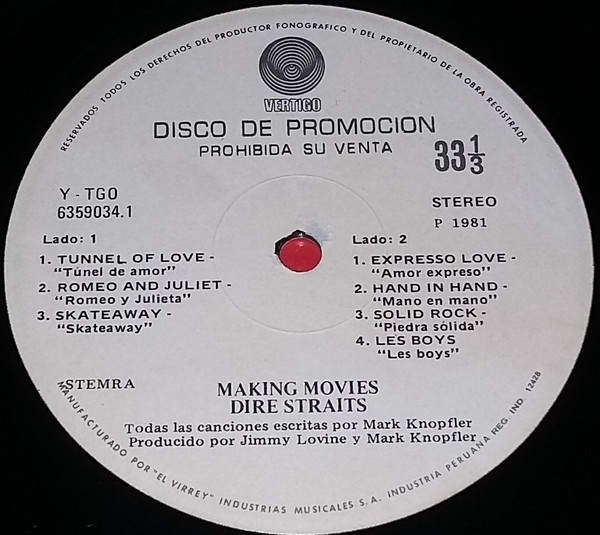 RESERVADOS TODOS LOS DERECHOS DEL PRODUCTOR FONOGRAFICO Y DEL PROPIETARIO DE LA OBRA REGISTRADA
VERTIGO
DISCO DE PROMOCION
PROHIBIDA SU VENTA
33 1/3
Y - TGO
6359034.1
STEREO
P 1981
Lado: 1
1. TUNNEL OF LOVE -
"Túnel de amor"
2. ROMEO AND JULIET -
"Romeo y Julieta"
3. SKATEAWAY -
"Skateaway"
Lado: 2
1. EXPRESSO LOVE -
"Amor expreso"
2. HAND IN HAND -
"Mano en mano"
3. SOLID ROCK -
"Piedra sólida"
4. LES BOYS
"Les boys"
STEMRA
MAKING MOVIES
DIRE STRAITS
Todas las canciones escritas por Mark Knopfler
Producido por Jimmy Lovine y Mark Knopfler
MANUFACTURADO POR "EL VIRREY" INDUSTRIAS MUSICALES S.A. INDUSTRIA PERUANA REG IND 12428